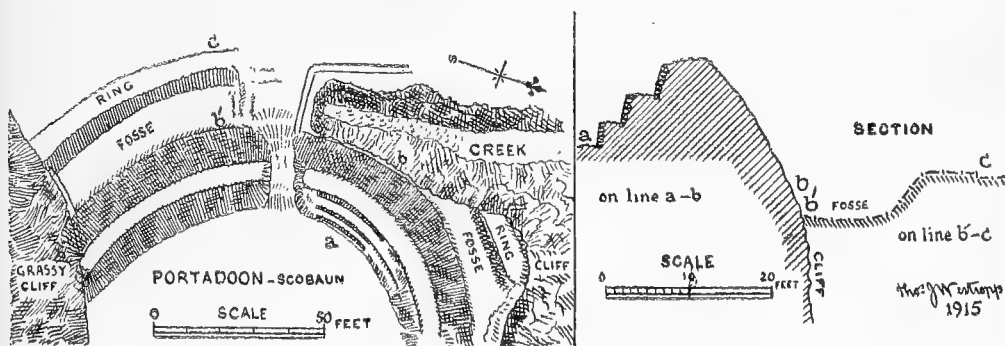 c
RING
S
FOSSE
b'
b
CREEK
a
FOSSE
RING
CLIFF
GRASSY
CLIFF
PORTADOON - SCOBAUN
0 SCALE 50 FEET
SECTION
a
b'
b
FOSSE
c
on line a-b
on line b'-c
SCALE
0 10 20 FEET
CLIFF
Thos J Westropp
1915